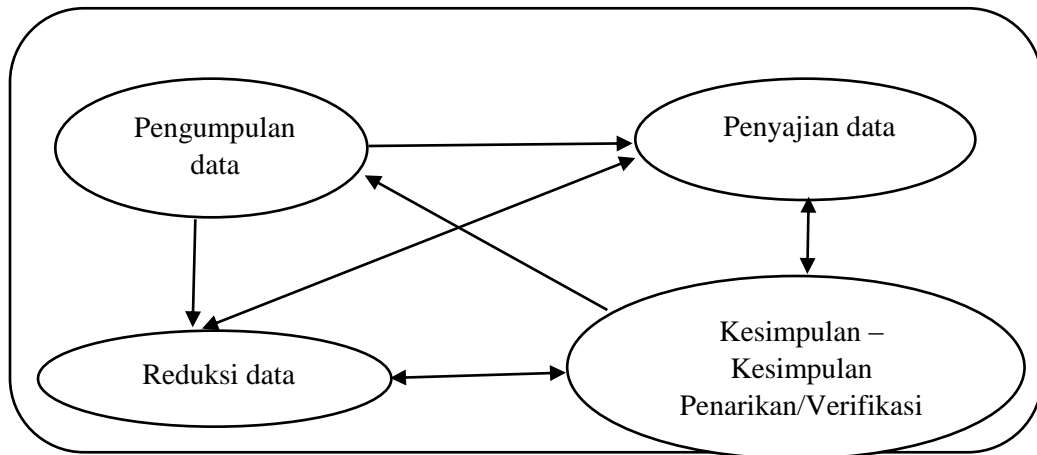 Pengumpulan
data
Penyajian data
Reduksi data
Kesimpulan –
Kesimpulan
Penarikan/Verifikasi